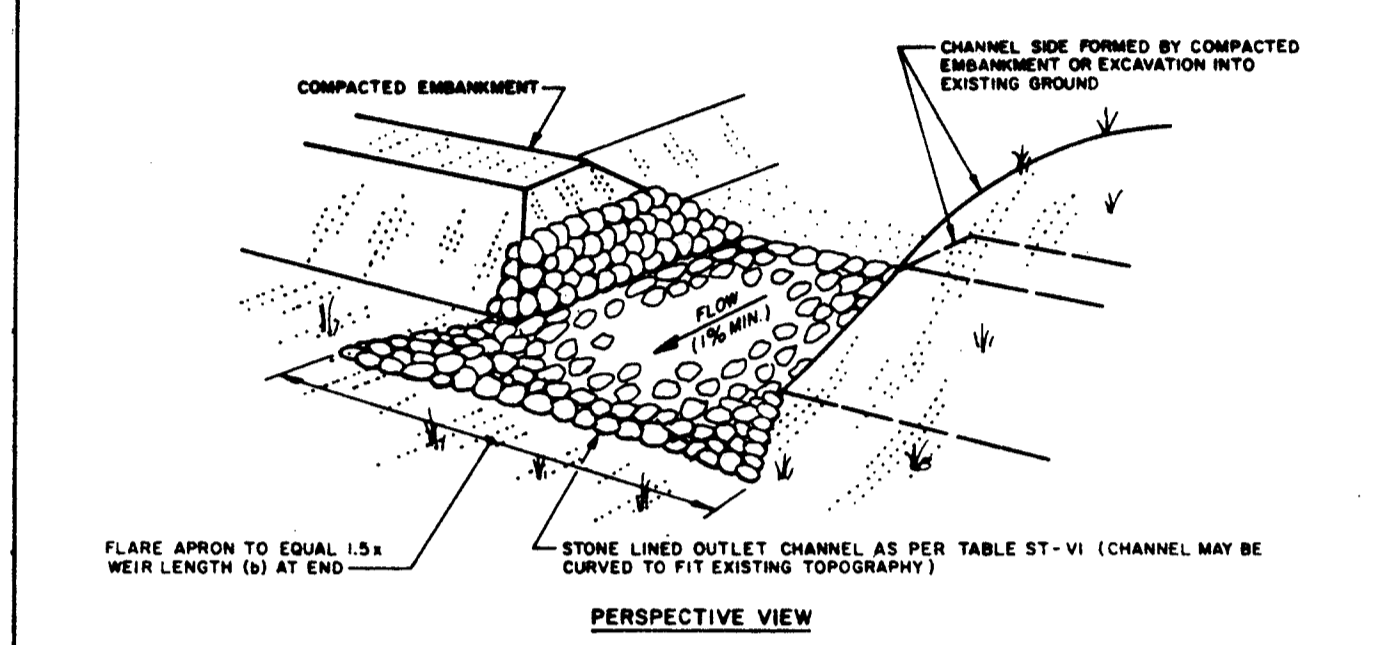 CHANNEL SIDE FORMED BY COMPACTED
EMBANKMENT OR EXCAVATION INTO
EXISTING GROUND
COMPACTED EMBANKMENT
FLOW
(1% MIN.)
FLARE APRON TO EQUAL 1.5x
WEIR LENGTH (b) AT END
STONE LINED OUTLET CHANNEL AS PER TABLE ST-VI (CHANNEL MAY BE
CURVED TO FIT EXISTING TOPOGRAPHY)
PERSPECTIVE VIEW